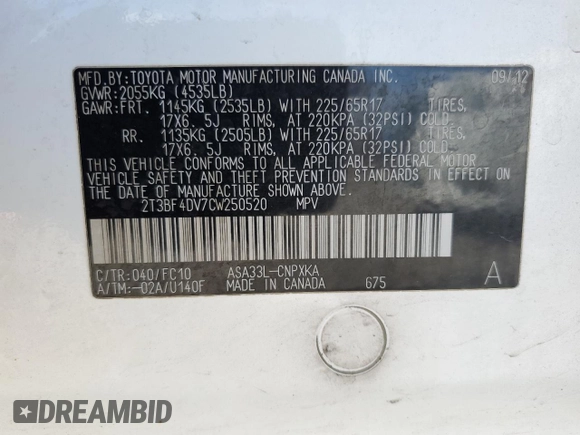 MFD.BY:TOYOTA MOTOR MANUFACTURING CANADA INC. 09/12
GVWR:2055KG (4535LB)
GAWR:FRT. 1145KG (2535LB) WITH 225/65R17 TIRES,
17X6.5J RIMS, AT 220KPA (32PSI) COLD
RR. 1135KG (2505LB) WITH 225/65R17 TIRES,
17X6.5J RIMS, AT 220KPA (32PSI) COLD
THIS VEHICLE CONFORMS TO ALL APPLICABLE FEDERAL MOTOR
VEHICLE SAFETY AND THEFT PREVENTION STANDARDS IN EFFECT
ON THE DATE OF MANUFACTURE SHOWN ABOVE.
2T3BF4DV7CW250520 MPV
C/TR:040/FC10 ASA33L-CNPXKA
A/TM:-02A/U140F MADE IN CANADA 675 A
DREAMBID